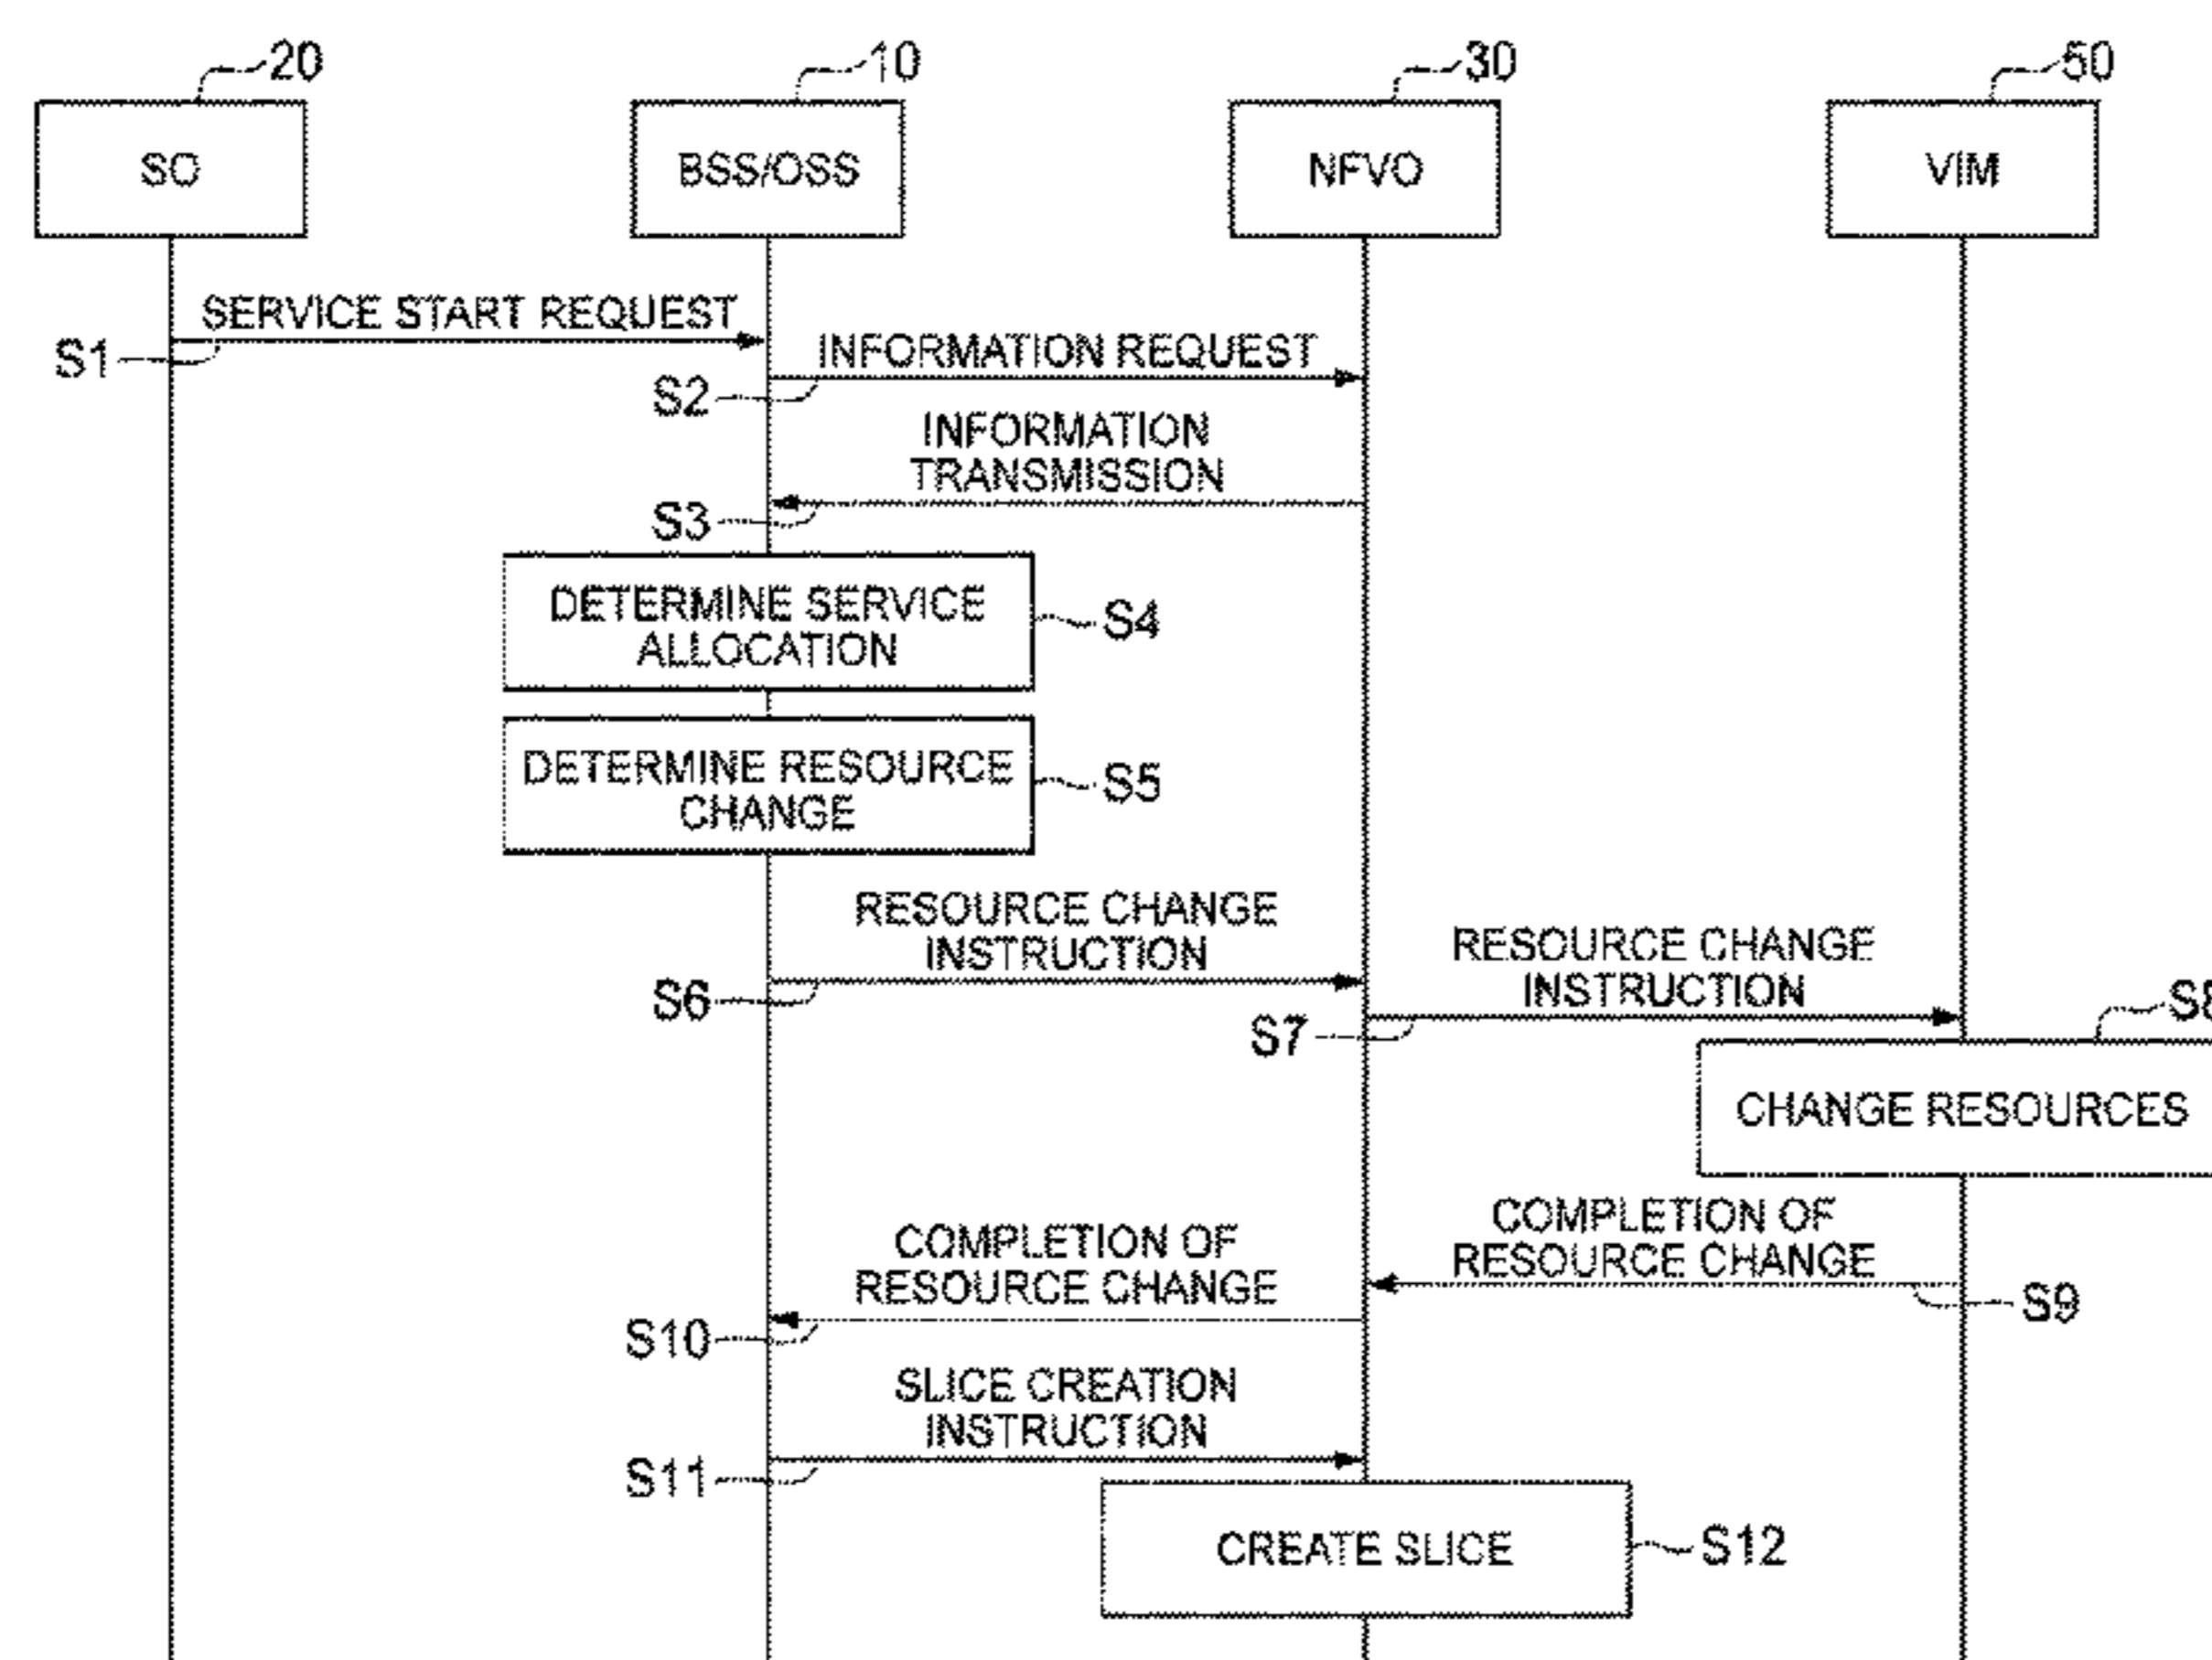 20
10
30
50
SO
BSS/OSS
NFVO
VIM
SERVICE START REQUEST
S1
INFORMATION REQUEST
S2
INFORMATION
TRANSMISSION
S3
DETERMINE SERVICE
ALLOCATION
S4
DETERMINE RESOURCE
CHANGE
S5
RESOURCE CHANGE
INSTRUCTION
S6
RESOURCE CHANGE
INSTRUCTION
S7
S8
CHANGE RESOURCES
COMPLETION OF
RESOURCE CHANGE
S9
COMPLETION OF
RESOURCE CHANGE
S10
SLICE CREATION
INSTRUCTION
S11
CREATE SLICE
S12